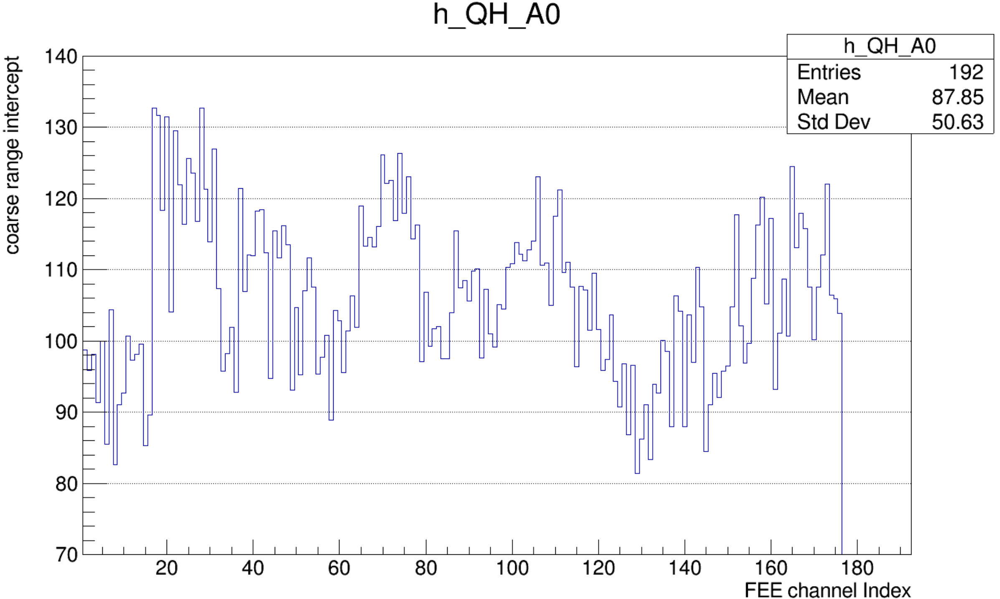 h_QH_A0
h_QH_A0
Entries 192
Mean 87.85
Std Dev 50.63
coarse range intercept
140
130
120
110
100
90
80
70
20 40 60 80 100 120 140 160 180
FEE channel Index